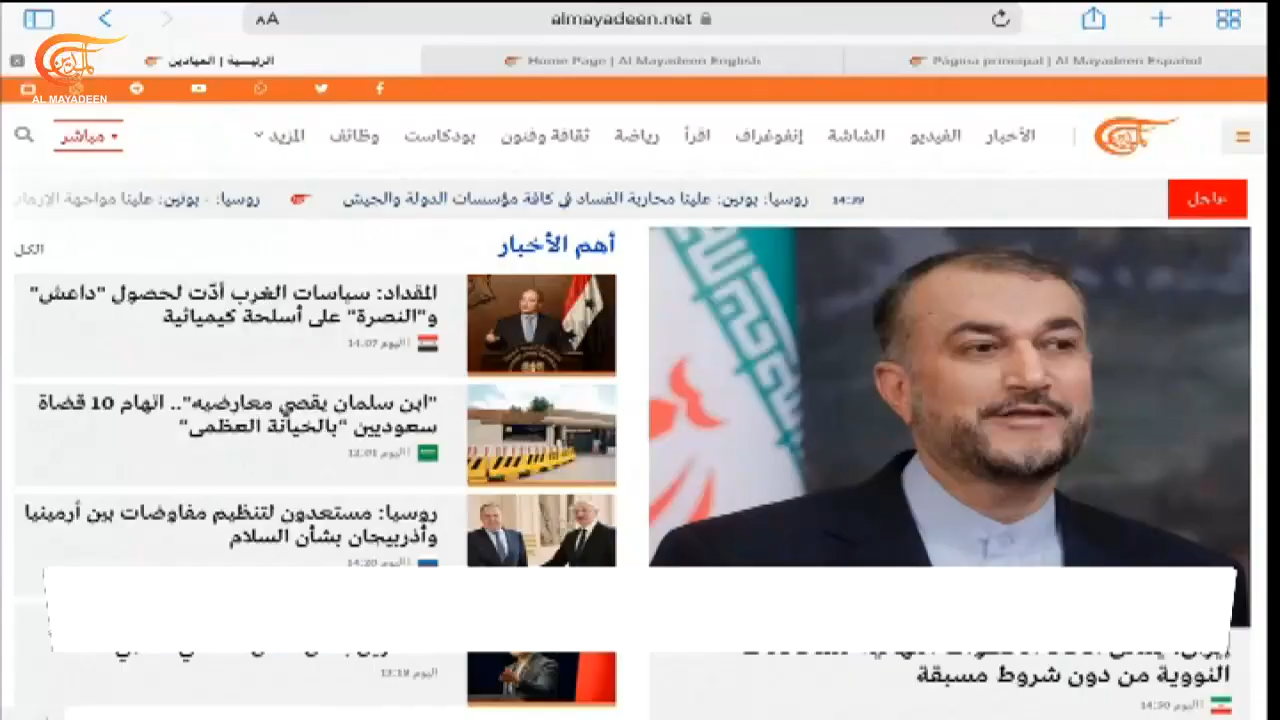 AA
almayadeen.net
الرئيسية | الميادين
Home Page | Al Mayadeen English
Página principal | Al Mayadeen Español
AL MAYADEEN
الأخبار
الفيديو
الشاشة
إنفوغراف
اقرأ
رياضة
ثقافة وفنون
بودكاست
وظائف
المزيد
مباشر
عاجل
14:39 روسيا: بوتين: علينا محاربة الفساد في كافة مؤسسات الدولة والجيش
روسيا: بوتين: علينا مواجهة
أهم الأخبار
الكل
المقداد: سياسات الغرب أدّت لحصول "داعش"
و"النصرة" على أسلحة كيميائية
اليوم 14:07
"ابن سلمان يقصي معارضيه".. اتهام 10 قضاة
سعوديين "بالخيانة العظمى"
اليوم 12:01
روسيا: مستعدون لتنظيم مفاوضات بين أرمينيا
وأذربيجان بشأن السلام
اليوم 14:20
اليوم 13:18
النووية من دون شروط مسبقة
اليوم 14:30